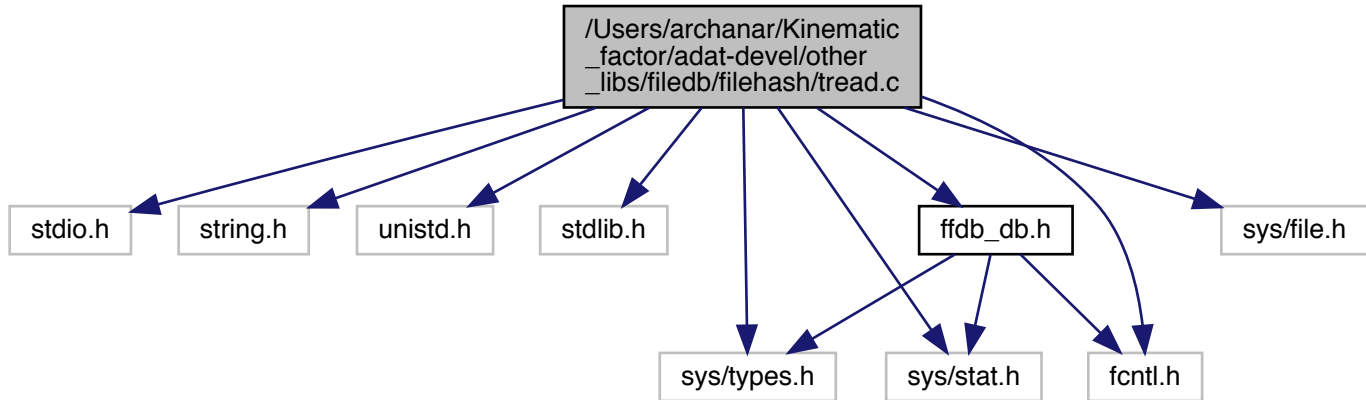 /Users/archanar/Kinematic
_factor/adat-devel/other
_libs/filedb/filehash/tread.c
stdio.h
string.h
unistd.h
stdlib.h
ffdb_db.h
sys/file.h
sys/types.h
sys/stat.h
fcntl.h